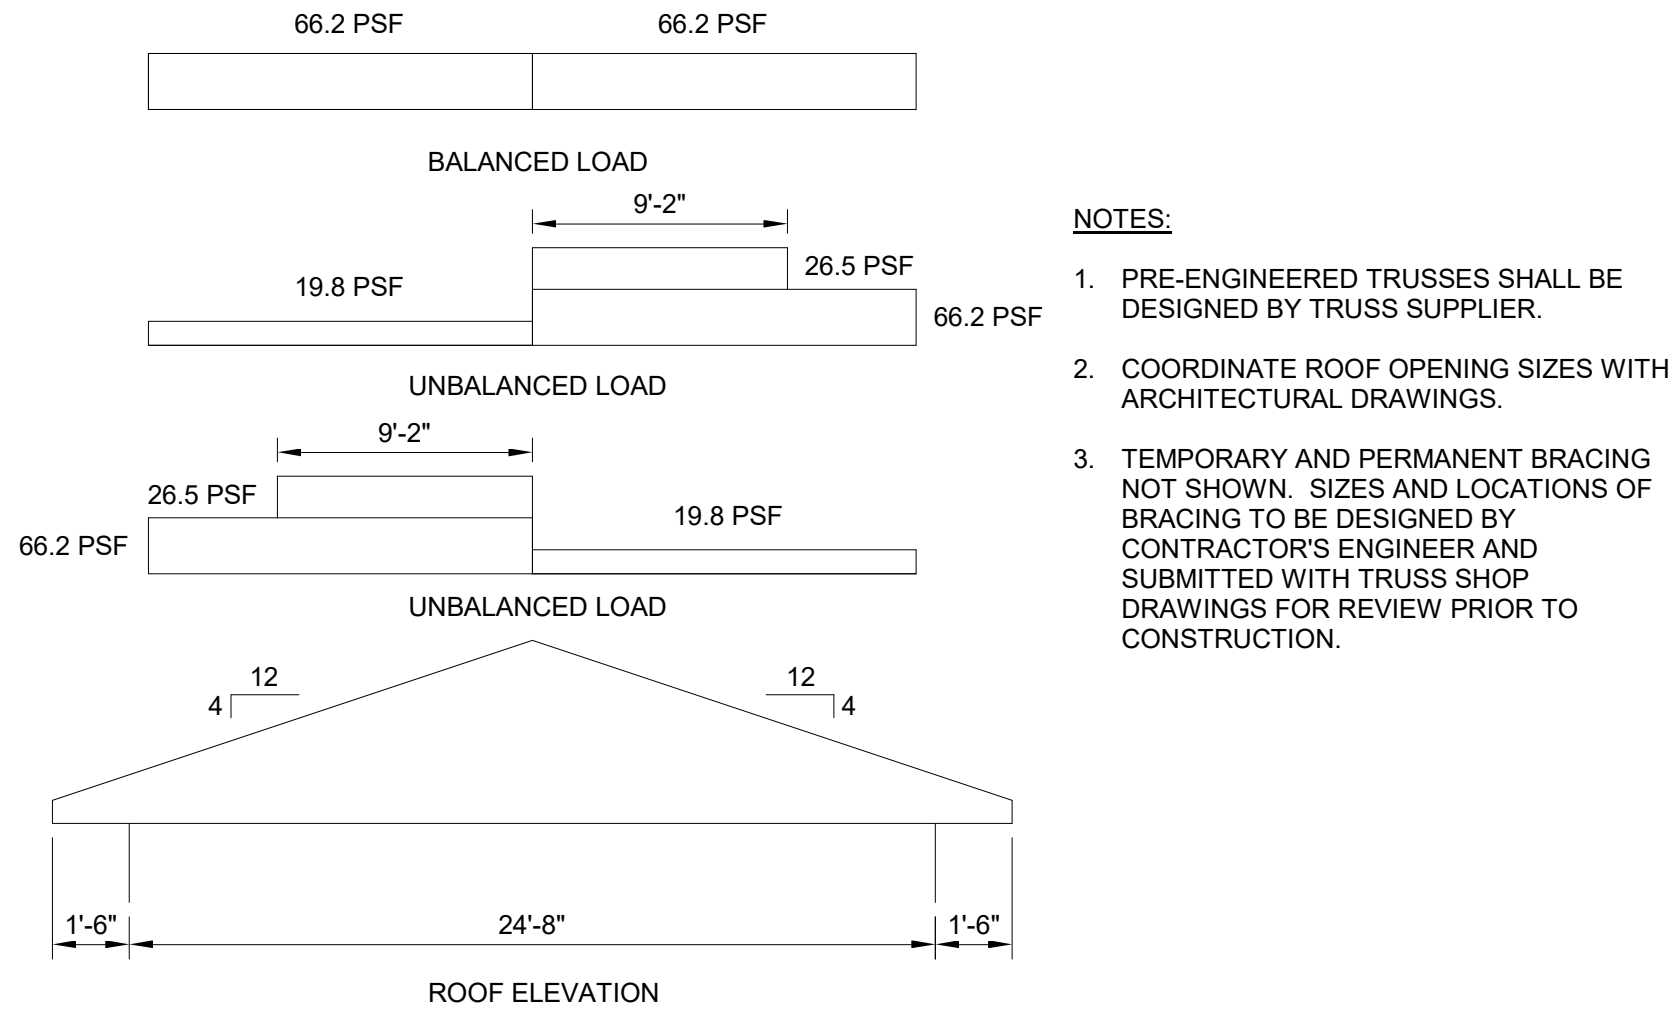 66.2 PSF 66.2 PSF
BALANCED LOAD
9'-2"
19.8 PSF
26.5 PSF
66.2 PSF
UNBALANCED LOAD
9'-2"
26.5 PSF
66.2 PSF
19.8 PSF
UNBALANCED LOAD
12
4
12
4
1'-6" 24'-8" 1'-6"
ROOF ELEVATION
NOTES:
1. PRE-ENGINEERED TRUSSES SHALL BE
DESIGNED BY TRUSS SUPPLIER.
2. COORDINATE ROOF OPENING SIZES WITH
ARCHITECTURAL DRAWINGS.
3. TEMPORARY AND PERMANENT BRACING
NOT SHOWN. SIZES AND LOCATIONS OF
BRACING TO BE DESIGNED BY
CONTRACTOR'S ENGINEER AND
SUBMITTED WITH TRUSS SHOP
DRAWINGS FOR REVIEW PRIOR TO
CONSTRUCTION.